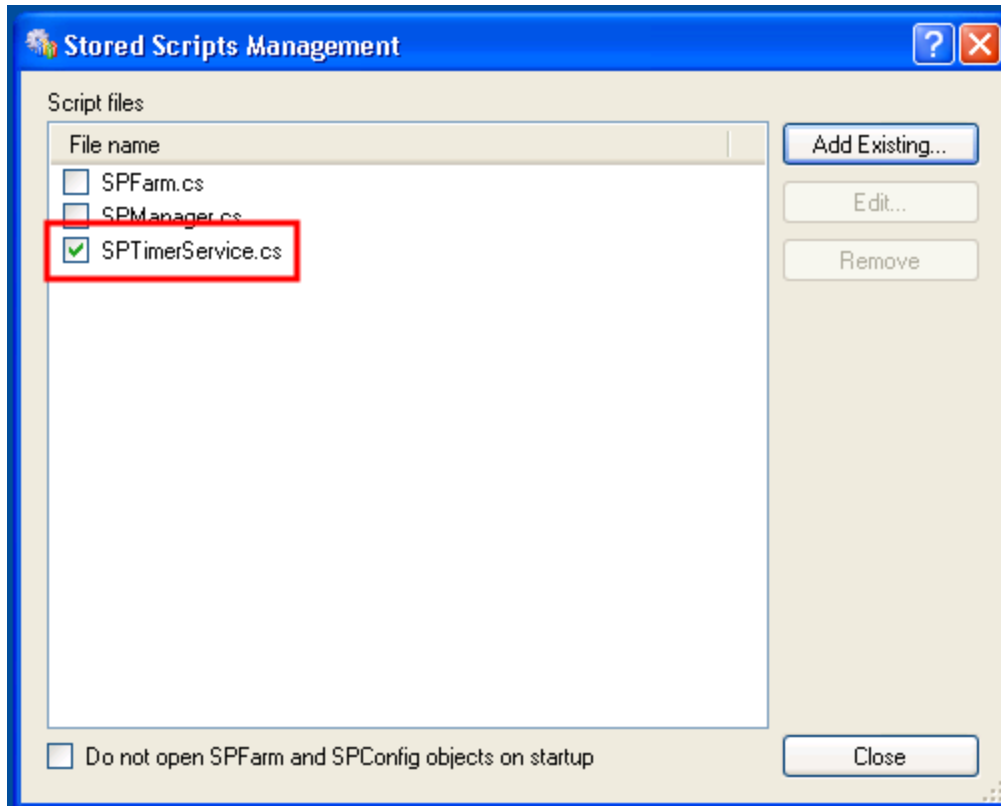 Stored Scripts Management
Script files
File name
Add Existing...
SPFarm.cs
SPManager.cs
Edit...
SPTimerService.cs
Remove
Do not open SPFarm and SPConfig objects on startup
Close